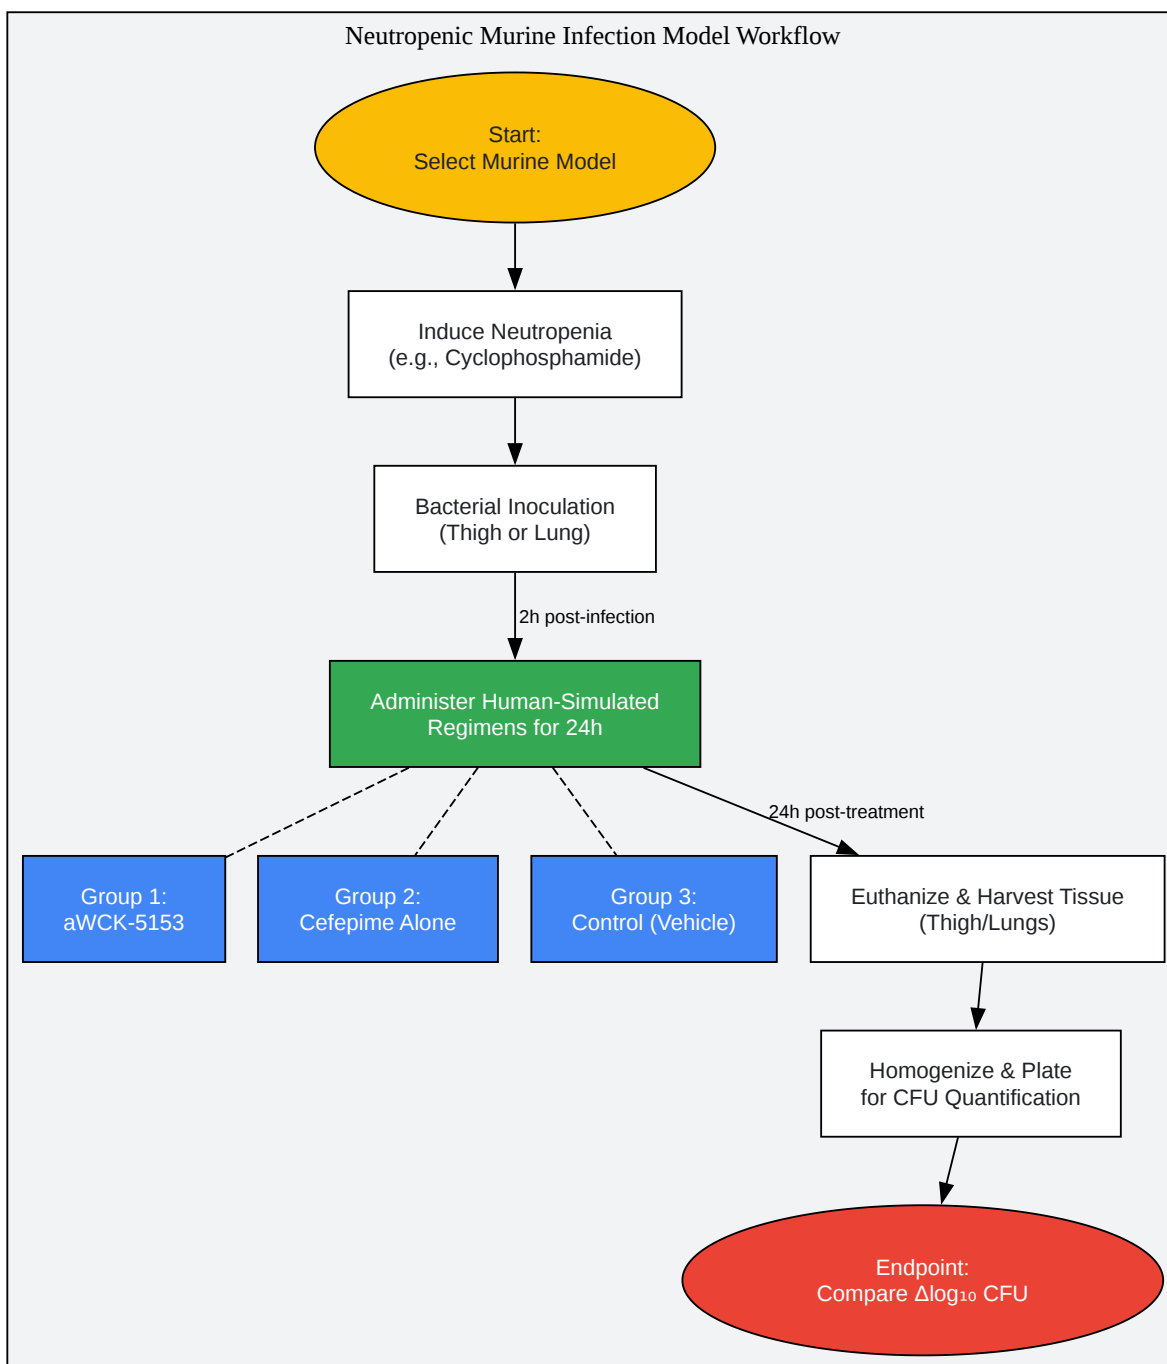 Neutropenic Murine Infection Model Workflow
Start:
Select Murine Model
Induce Neutropenia
(e.g., Cyclophosphamide)
Bacterial Inoculation
(Thigh or Lung)
2h post-infection
Administer Human-Simulated
Regimens for 24h
24h post-treatment
Group 1:
aWCK-5153
Group 2:
Cefepime Alone
Group 3:
Control (Vehicle)
Euthanize & Harvest Tissue
(Thigh/Lungs)
Homogenize & Plate
for CFU Quantification
Endpoint:
Compare Δlog₁₀ CFU